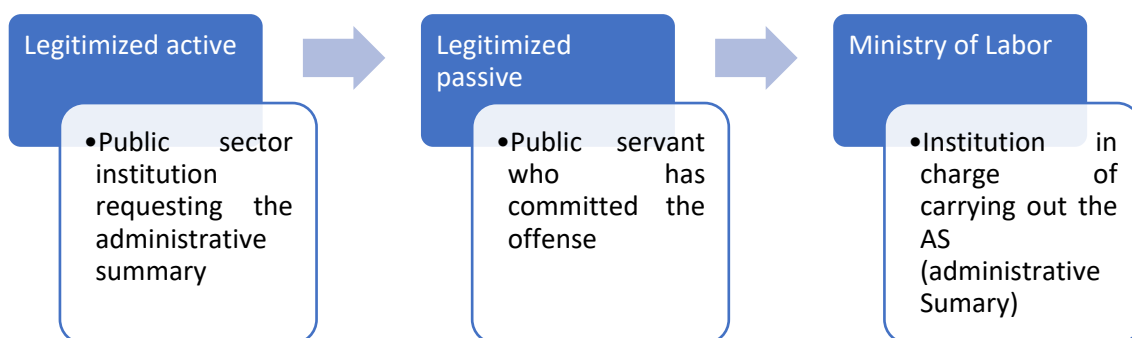 Legitimized active
•Public sector
institution
requesting the
administrative
summary
Legitimized
passive
•Public servant
who has
committed the
offense
Ministry of Labor
•Institution in
charge of
carrying out the
AS
(administrative
Sumary)